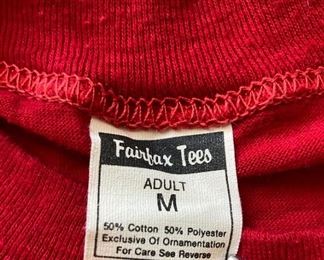 Fairfax Tees
ADULT
M
50% Cotton 50% Polyester
Exclusive Of Ornamentation
For Care See Reverse